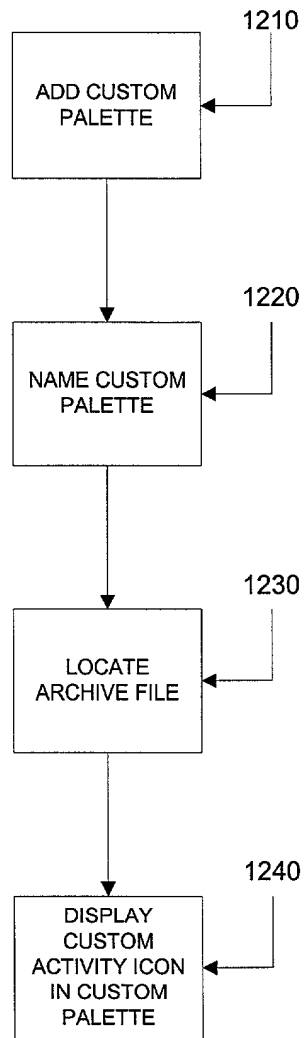 1210
ADD CUSTOM
PALETTE
1220
NAME CUSTOM
PALETTE
1230
LOCATE
ARCHIVE FILE
1240
DISPLAY
CUSTOM
ACTIVITY ICON
IN CUSTOM
PALETTE